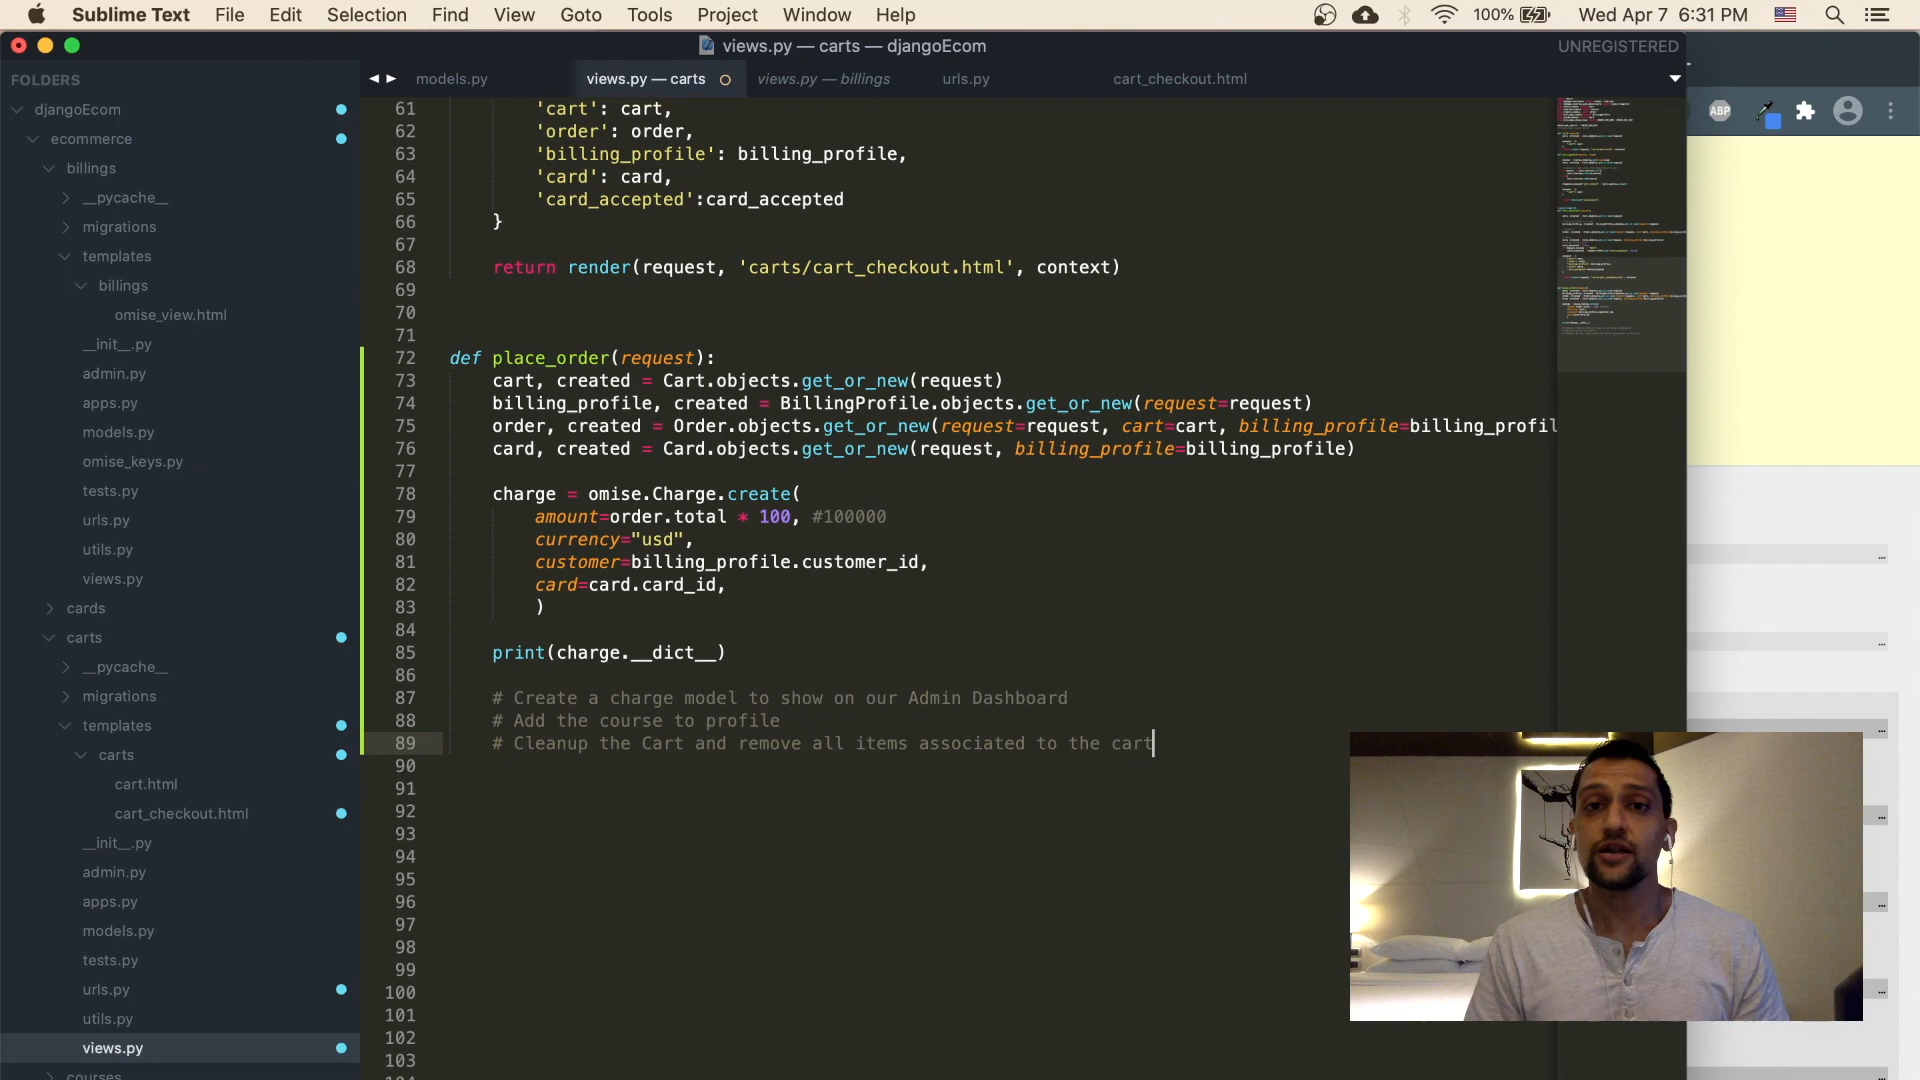 Sublime Text File Edit Selection Find View Goto Tools Project Window Help 100% Wed Apr 7 6:31 PM
views.py — carts — djangoEcom UNREGISTERED
FOLDERS
djangoEcom
ecommerce
billings
__pycache__
migrations
templates
billings
omise_view.html
__init__.py
admin.py
apps.py
models.py
omise_keys.py
tests.py
urls.py
utils.py
views.py
cards
carts
__pycache__
migrations
templates
carts
cart.html
cart_checkout.html
__init__.py
admin.py
apps.py
models.py
tests.py
urls.py
utils.py
views.py
courses
models.py views.py — carts views.py — billings urls.py cart_checkout.html
ABP
61 'cart': cart,
62 'order': order,
63 'billing_profile': billing_profile,
64 'card': card,
65 'card_accepted':card_accepted
66 }
67
68 return render(request, 'carts/cart_checkout.html', context)
69
70
71
72 def place_order(request):
73 cart, created = Cart.objects.get_or_new(request)
74 billing_profile, created = BillingProfile.objects.get_or_new(request=request)
75 order, created = Order.objects.get_or_new(request=request, cart=cart, billing_profile=billing_profil
76 card, created = Card.objects.get_or_new(request, billing_profile=billing_profile)
77
78 charge = omise.Charge.create(
79 amount=order.total * 100, #100000
80 currency="usd",
81 customer=billing_profile.customer_id,
82 card=card.card_id,
83 )
84
85 print(charge.__dict__)
86
87 # Create a charge model to show on our Admin Dashboard
88 # Add the course to profile
89 # Cleanup the Cart and remove all items associated to the cart
90
91
92
93
94
95
96
97
98
99
100
101
102
103